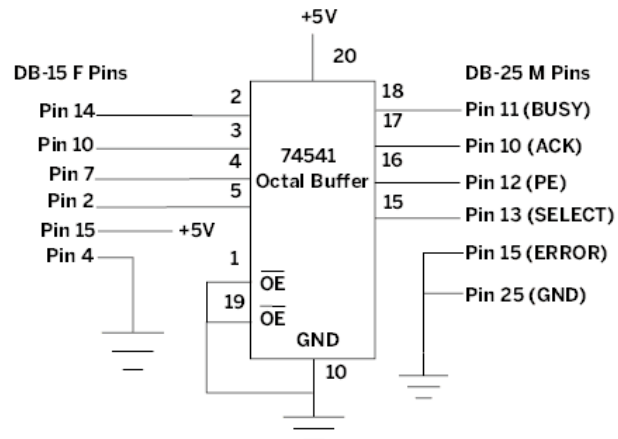 +5V
20
DB-15 F Pins
DB-25 M Pins
Pin 14
2
18
Pin 11 (BUSY)
17
Pin 10
3
Pin 10 (ACK)
74541
Octal Buffer
16
Pin 7
4
Pin 12 (PE)
Pin 2
5
15
Pin 13 (SELECT)
Pin 15
+5V
Pin 4
1
Pin 15 (ERROR)
OE
19
OE
Pin 25 (GND)
GND
10